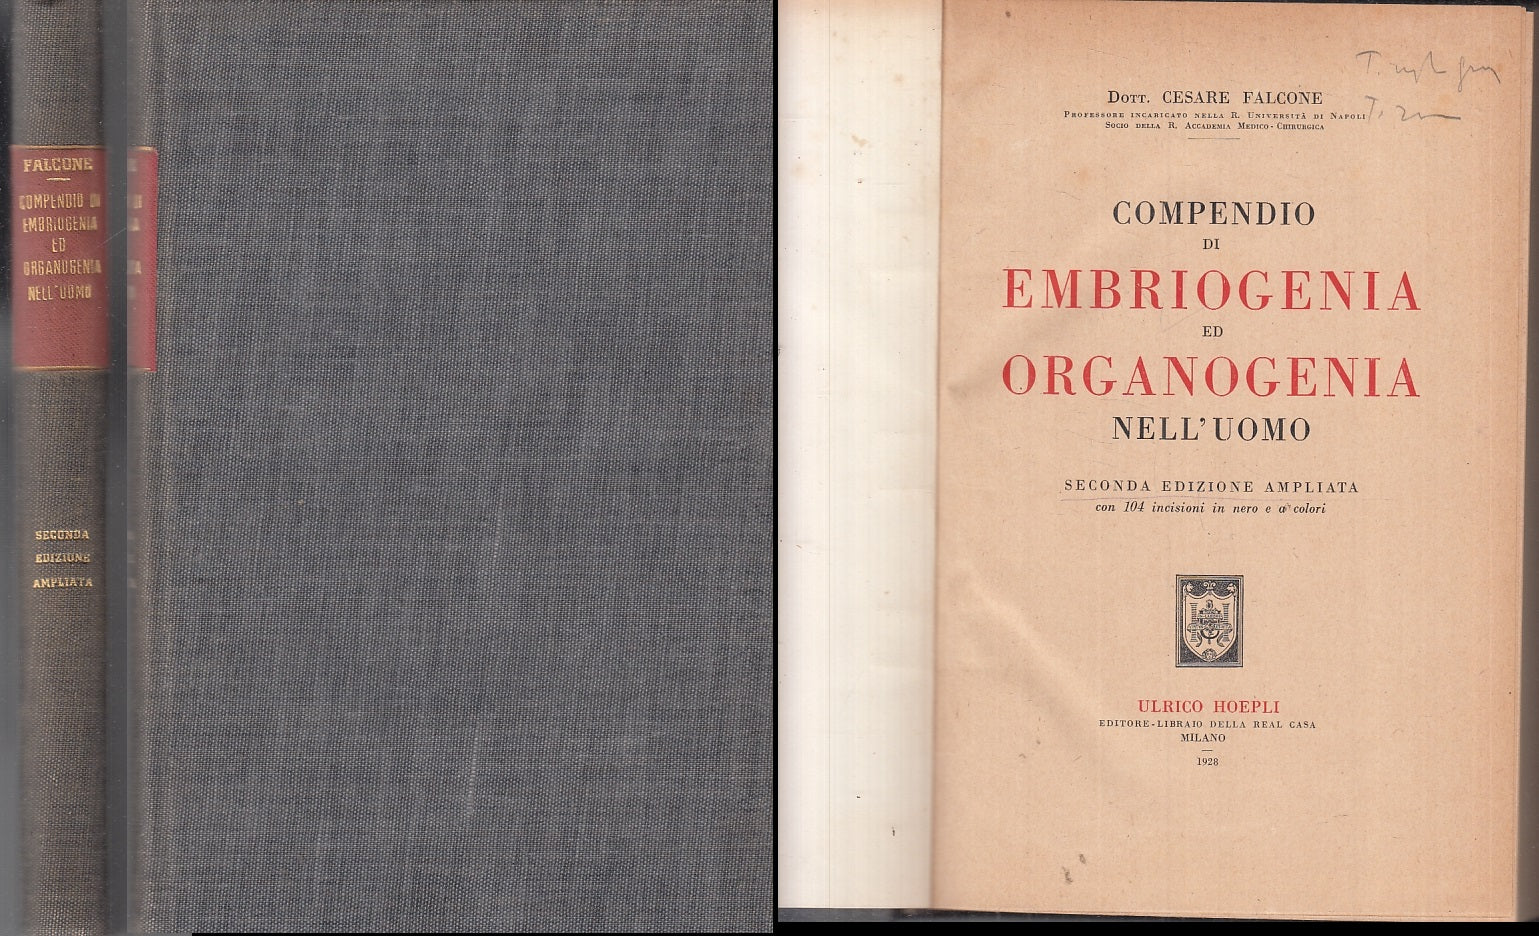 FALCONE
COMPENDIO DI
EMBRIOGENIA
ED
ORGANOGENIA
NELL'UOMO
SECONDA
EDIZIONE
AMPLIATA
Dott. CESARE FALCONE
Professore incaricato nella R. Università di Napoli
Socio della R. Accademia Medico-Chirurgica
COMPENDIO
DI
EMBRIOGENIA
ED
ORGANOGENIA
NELL'UOMO
SECONDA EDIZIONE AMPLIATA
con 104 incisioni in nero e a colori
ULRICO HOEPLI
EDITORE-LIBRAIO DELLA REAL CASA
MILANO
1928